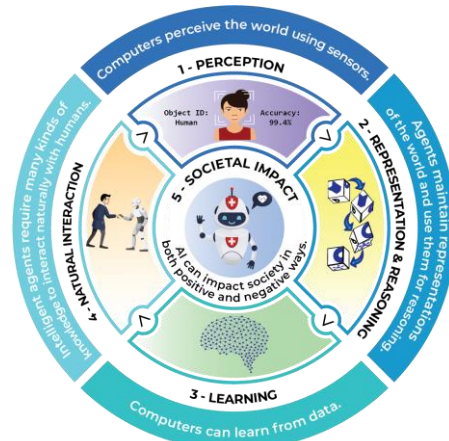 Computers perceive the world using sensors.
1 - PERCEPTION
Object ID:
Human
Accuracy:
99.4%
Agents maintain representations
of the world and use them for reasoning.
2 - REPRESENTATION & REASONING
3 - LEARNING
Computers can learn from data.
Intelligent agents require many kinds of
knowledge to interact naturally with humans.
4 - NATURAL INTERACTION
5 - SOCIETAL IMPACT
AI can impact society in
both positive and negative ways.